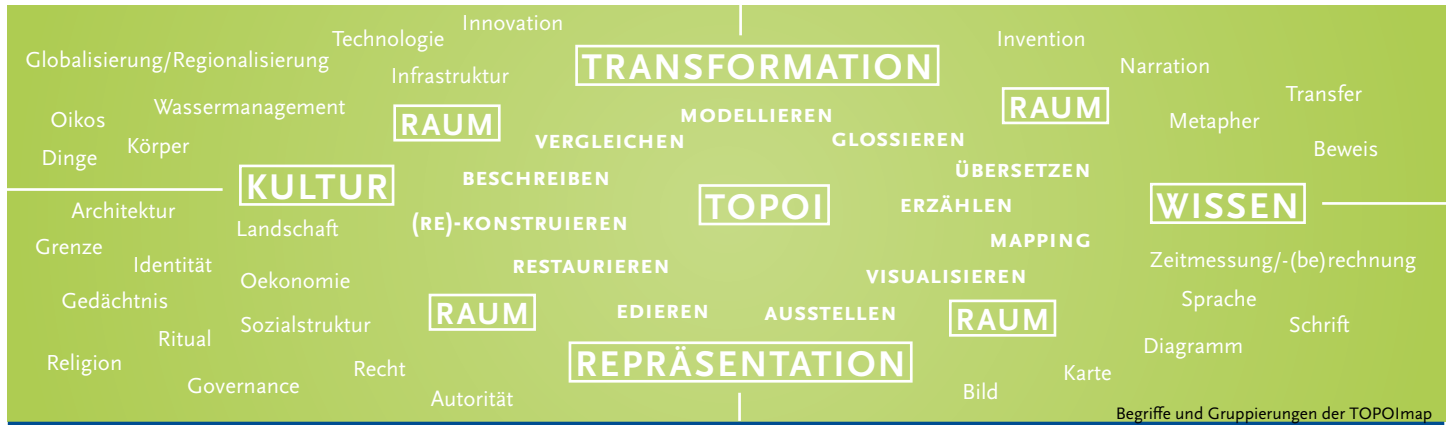 Innovation
Technologie
Invention
Globalisierung/Regionalisierung
TRANSFORMATION
Narration
Infrastruktur
Transfer
Wassermanagement
RAUM
MODELLIEREN
RAUM
Metapher
Oikos
VERGLEICHEN
GLOSSIEREN
Körper
Beweis
Dinge
ÜBERSETZEN
KULTUR
BESCHREIBEN
TOPOI
ERZÄHLEN
WISSEN
Architektur
Landschaft
(RE)-KONSTRUIEREN
MAPPING
Grenze
Identität
RESTAURIEREN
Zeitmessung/-(be)rechnung
Oekonomie
VISUALISIEREN
Gedächtnis
Sprache
RAUM
EDIEREN
AUSSTELLEN
RAUM
Sozialstruktur
Schrift
Ritual
Diagramm
Religion
REPRÄSENTATION
Recht
Karte
Governance
Bild
Autorität
Begriffe und Gruppierungen der TOPOImap